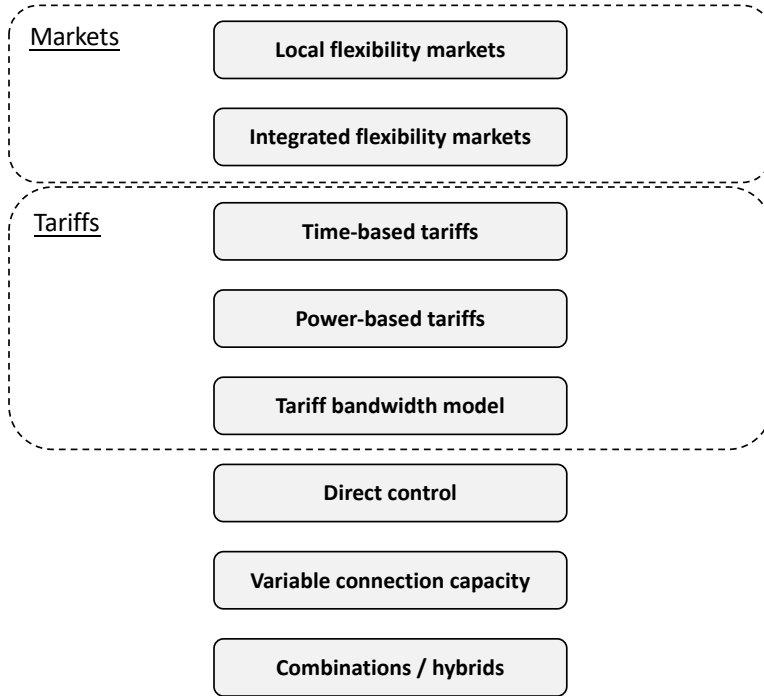 Markets
Local flexibility markets
Integrated flexibility markets
Tariffs
Time-based tariffs
Power-based tariffs
Tariff bandwidth model
Direct control
Variable connection capacity
Combinations / hybrids